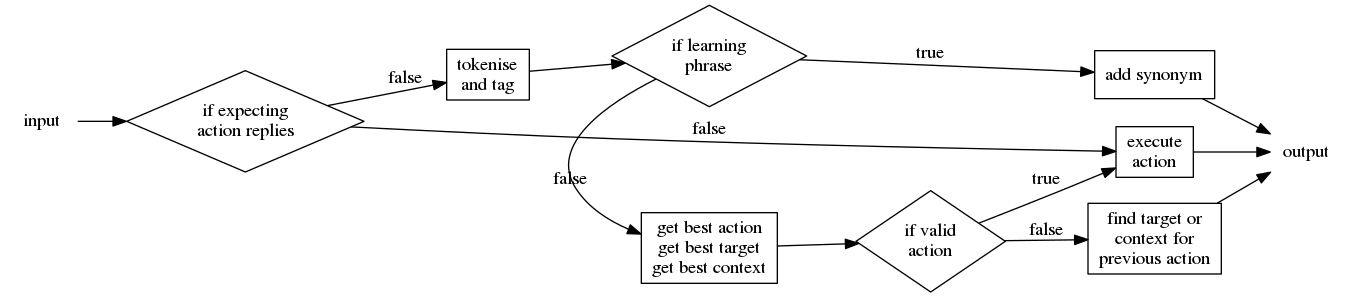 input
if expecting
action replies
false
tokenise
and tag
if learning
phrase
true
add synonym
false
execute
action
output
false
get best action
get best target
get best context
if valid
action
true
false
find target or
context for
previous action